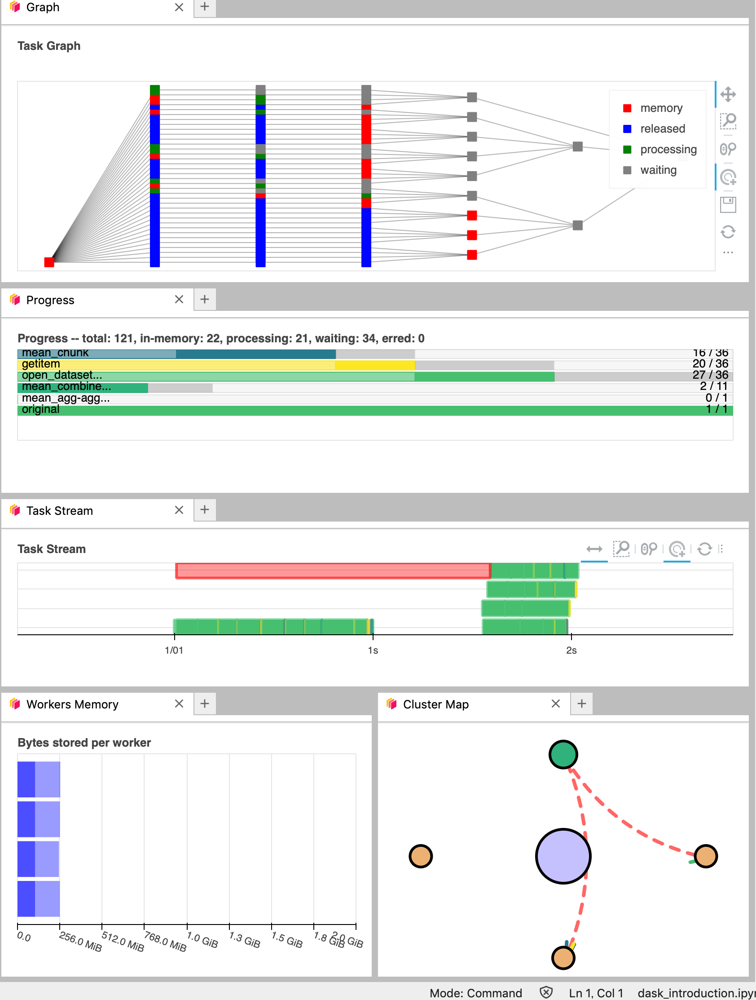 Graph
Task Graph
memory
released
processing
waiting
Progress
Progress -- total: 121, in-memory: 22, processing: 21, waiting: 34, erred: 0
mean_chunk 16 / 36
getitem 20 / 36
open_dataset... 27 / 36
mean_combine... 2 / 11
mean_agg-agg... 0 / 1
original 1 / 1
Task Stream
Task Stream
1/01 1s 2s
Workers Memory
Cluster Map
Bytes stored per worker
0.0 256.0 MiB 512.0 MiB 768.0 MiB 1.0 GiB 1.3 GiB 1.5 GiB 1.8 GiB 2.0 GiB
Mode: Command Ln 1, Col 1 dask_introduction.ipy